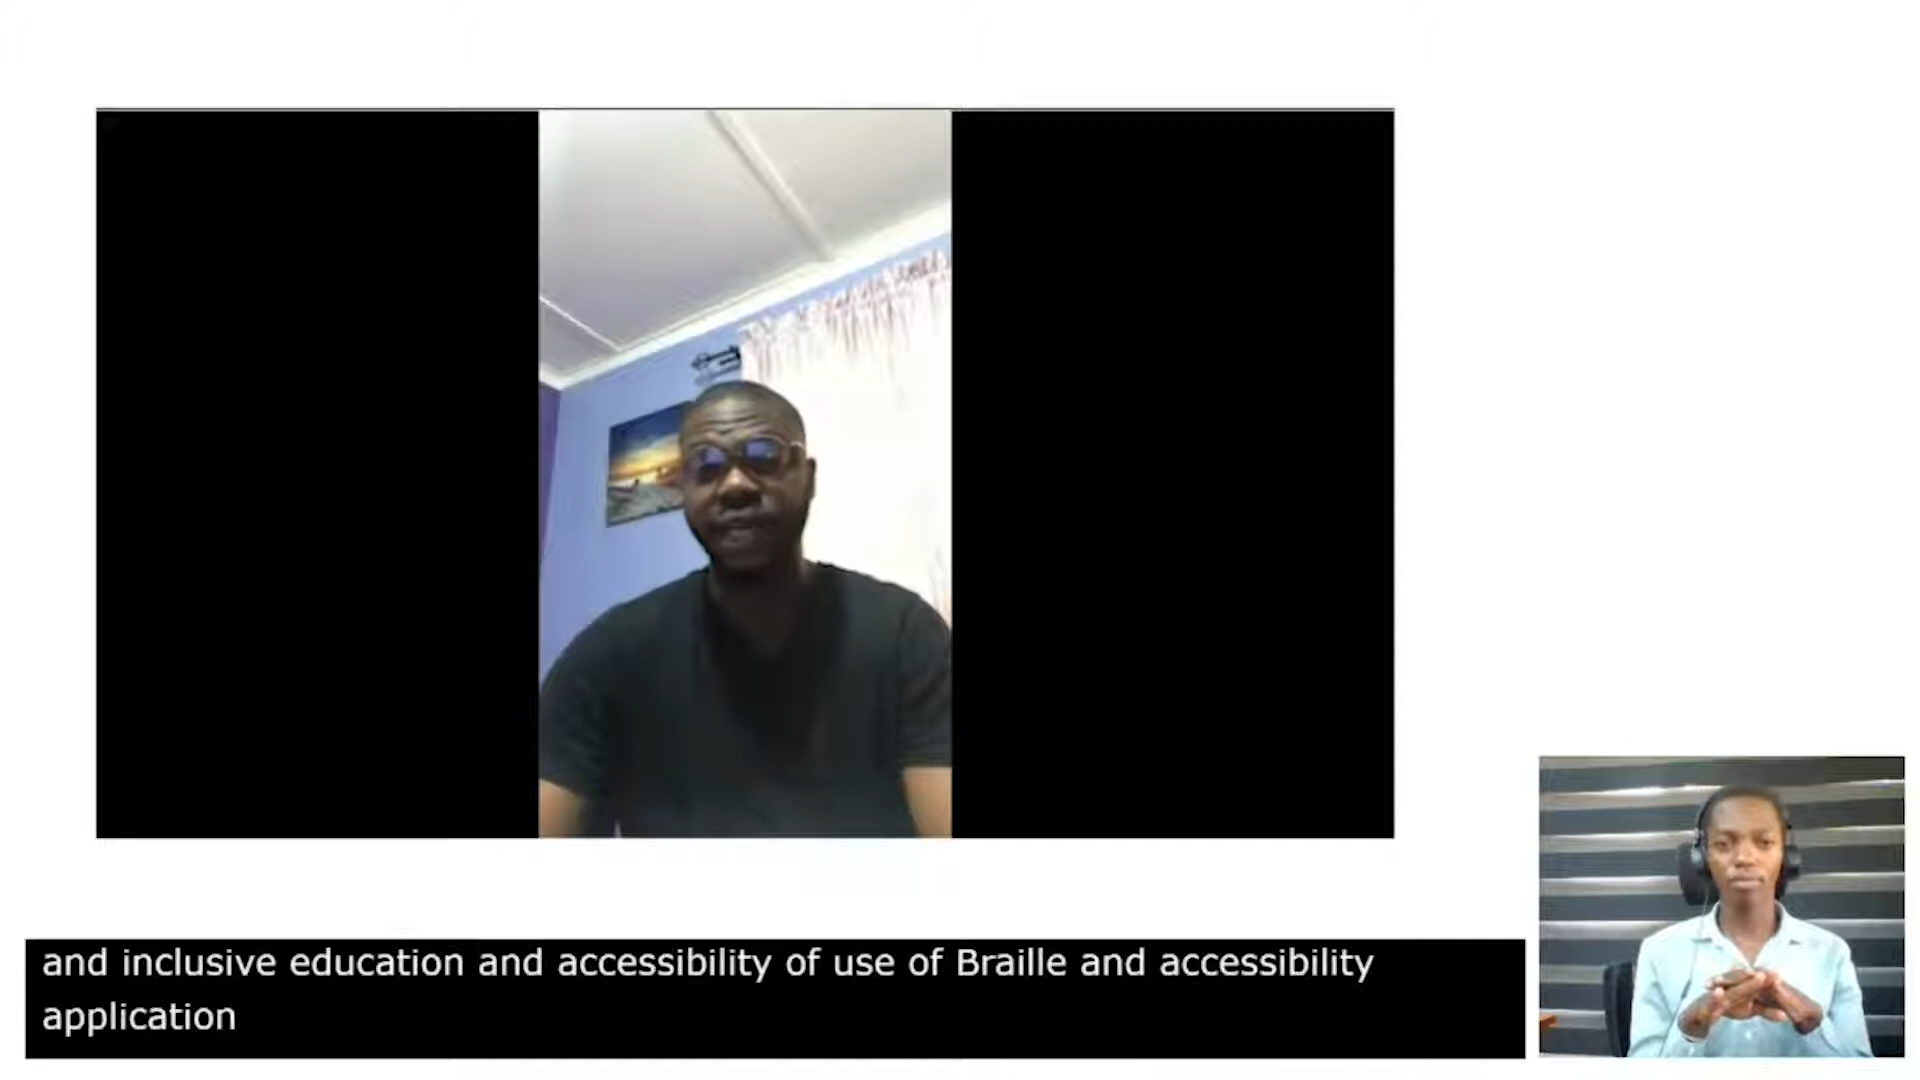 and inclusive education and accessibility of use of Braille and accessibility
application